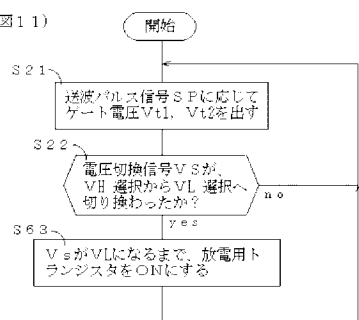 図11)
開始
S21
送波パルス信号SPに応じて
ゲート電圧Vt1, Vt2を出す
S22
電圧切換信号VSが、
VH 選択からVL 選択へ
切り換わったか?
no
yes
S63
VsがVLになるまで、放電用ト
ランジスタをONにする